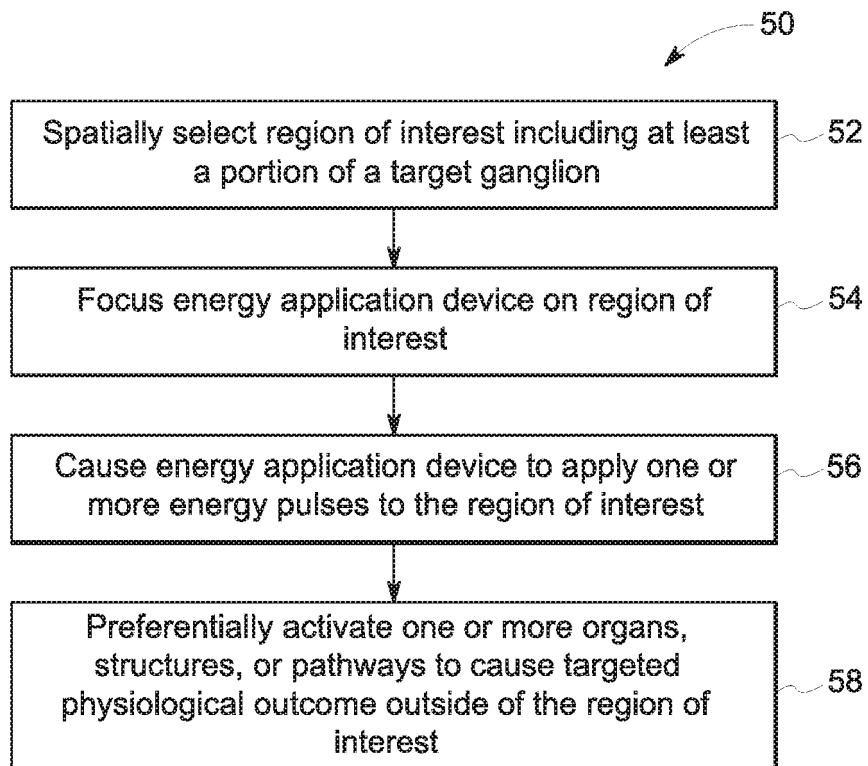 50
Spatially select region of interest including at least
a portion of a target ganglion
52
Focus energy application device on region of
interest
54
Cause energy application device to apply one or
more energy pulses to the region of interest
56
Preferentially activate one or more organs,
structures, or pathways to cause targeted
physiological outcome outside of the region of
interest
58